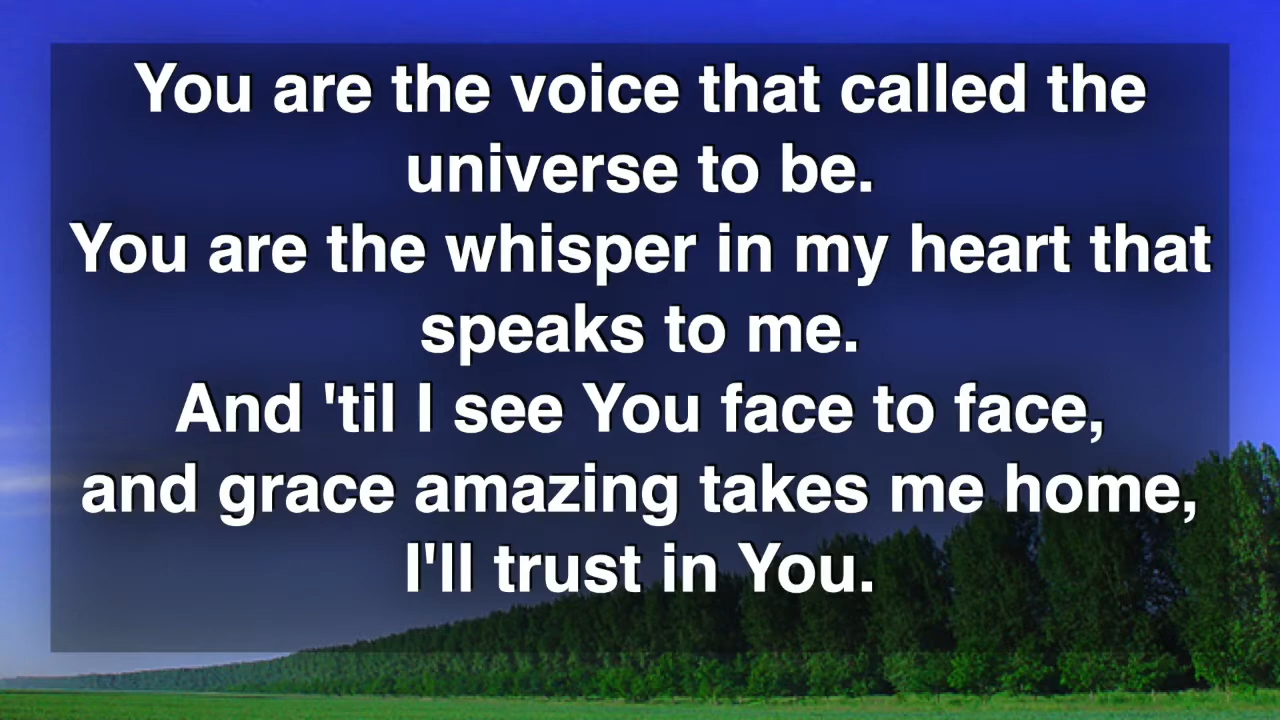 You are the voice that called the
universe to be.
You are the whisper in my heart that
speaks to me.
And 'til I see You face to face,
and grace amazing takes me home,
I'll trust in You.